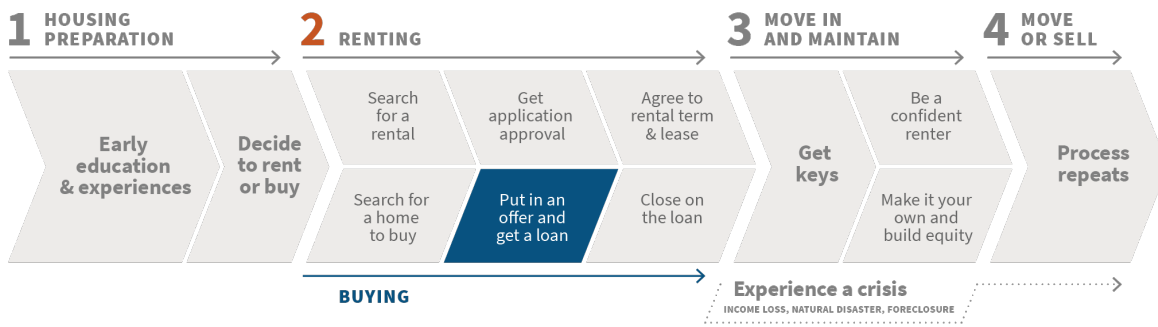 1 HOUSING
PREPARATION
2 RENTING
3 MOVE IN
AND MAINTAIN
4 MOVE
OR SELL
Early
education
& experiences
Decide
to rent
or buy
Search
for a
rental
Get
application
approval
Agree to
rental term
& lease
Search for
a home
to buy
Put in an
offer and
get a loan
Close on
the loan
Get
keys
Be a
confident
renter
Make it your
own and
build equity
Process
repeats
BUYING
Experience a crisis
INCOME LOSS, NATURAL DISASTER, FORECLOSURE